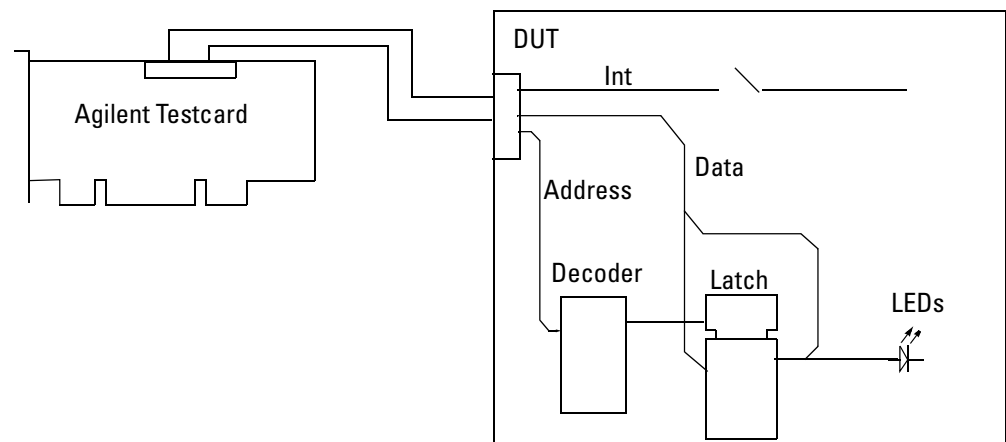 DUT
Int
Agilent Testcard
Data
Address
Decoder
Latch
LEDs